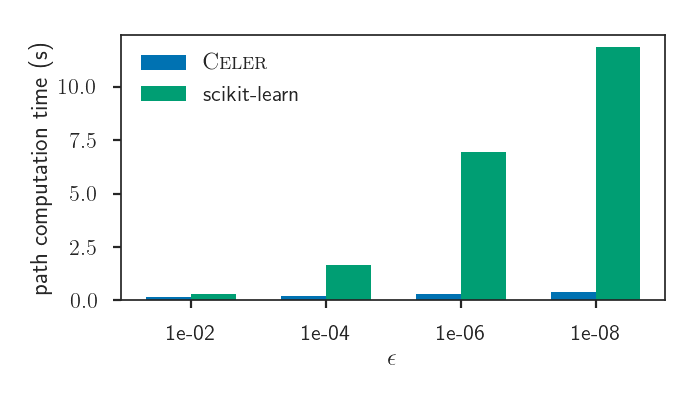 CELER
scikit-learn
path computation time (s)
10.0
7.5
5.0
2.5
0.0
1e-02
1e-04
1e-06
1e-08
ϵ